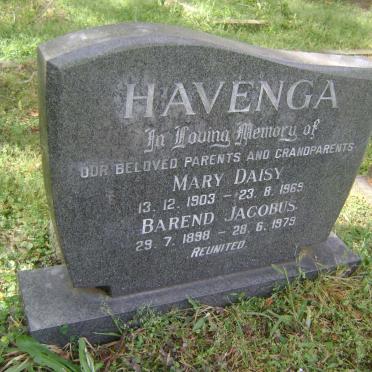 HAVENGA
In Loving Memory of
OUR BELOVED PARENTS AND GRANDPARENTS
MARY DAISY
13. 12. 1903 — 23. 8. 1969
BAREND JACOBUS
29. 7. 1898 - 28. 6. 1979
REUNITED.